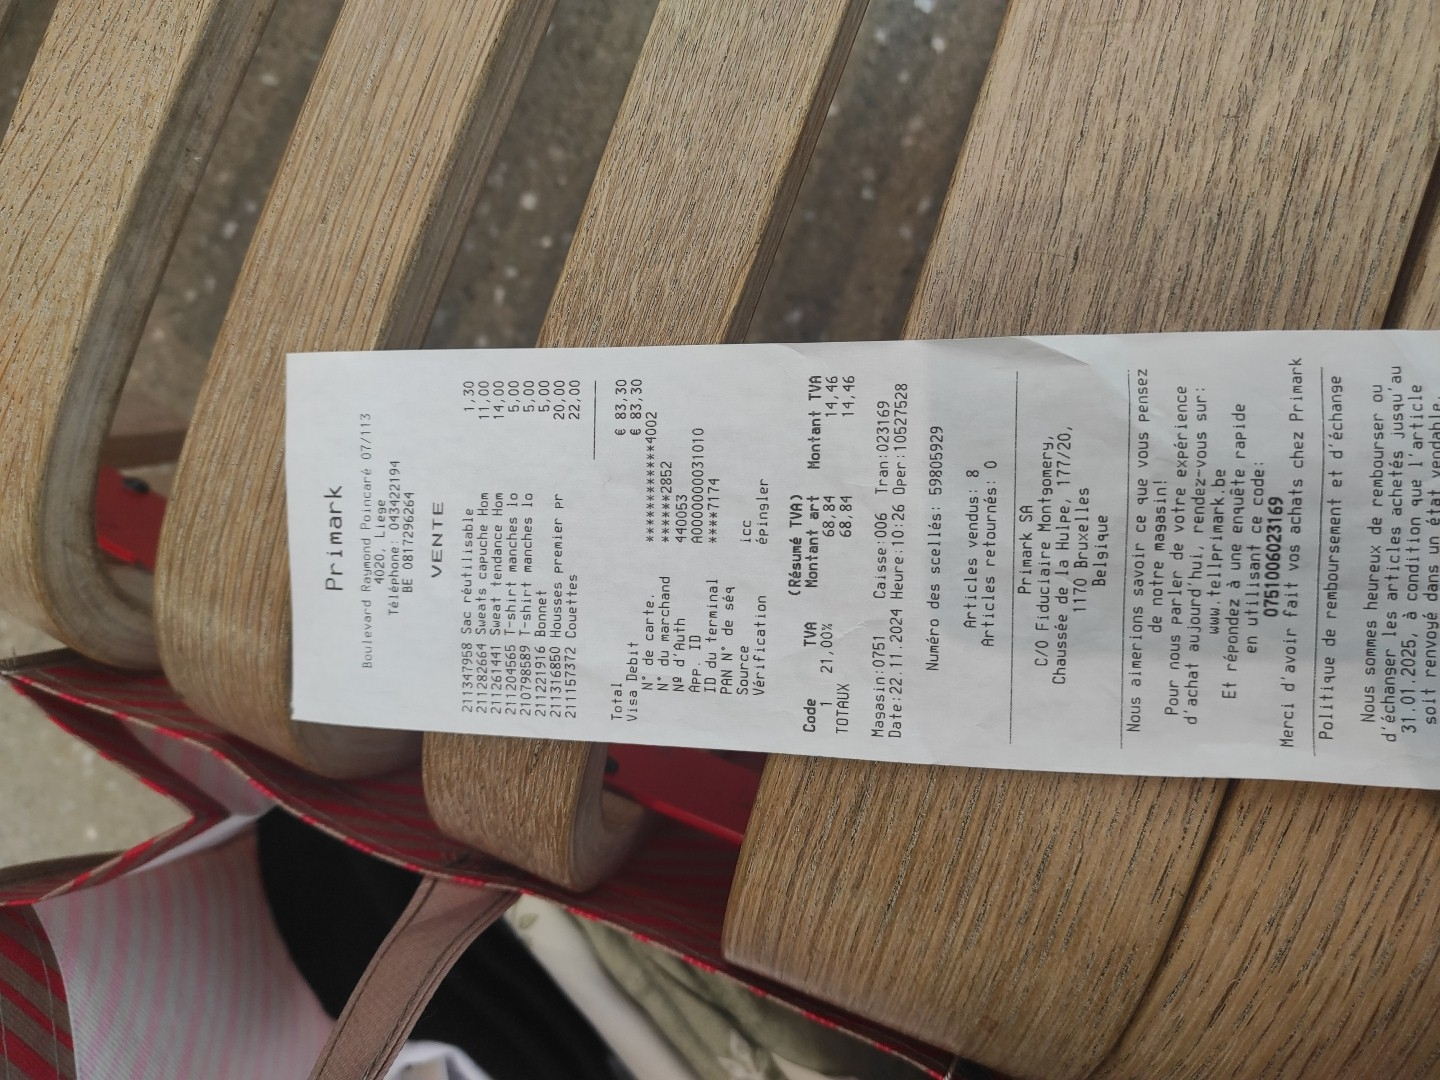 Primark
Boulevard Raymond Poincaré 07/113
4020, Liège
Téléphone: 043422194
BE 0817296264
VENTE
211347958 Sac réutilisable 1,30
211282664 Sweats capuche Hom 11,00
211261441 Sweat tendance Hom 14,00
211204565 T-shirt manches lo 5,00
210798589 T-shirt manches lo 5,00
211221916 Bonnet 5,00
211316850 Housses premier pr 20,00
211157372 Couettes 22,00
Total € 83,30
Visa Debit € 83,30
N° de carte. ************4002
N° du marchand ******2852
Nº d'Auth 440053
App. ID A0000000031010
ID du terminal ****7174
PAN N° de séq
Source icc
Vérification épingler
(Résumé TVA)
Code TVA Montant art Montant TVA
1 21,00% 68,84 14,46
TOTAUX 68,84 14,46
Magasin:0751 Caisse:006 Tran:023169
Date:22.11.2024 Heure:10:26 Oper:10527528
Numéro des scellés: 59805929
Articles vendus: 8
Articles retournés: 0
Primark SA
C/O Fiduciaire Montgomery,
Chaussée de la Hulpe, 177/20,
1170 Bruxelles
Belgique
Nous aimerions savoir ce que vous pensez
de notre magasin!
Pour nous parler de votre expérience
d'achat aujourd'hui, rendez-vous sur:
www.tellprimark.be
Et répondez à une enquête rapide
en utilisant ce code:
0751006023169
Merci d'avoir fait vos achats chez Primark
Politique de remboursement et d'échange
Nous sommes heureux de rembourser ou
d'échanger les articles achetés jusqu'au
31.01.2025, à condition que l'article
soit renvoyé dans un état vendable,